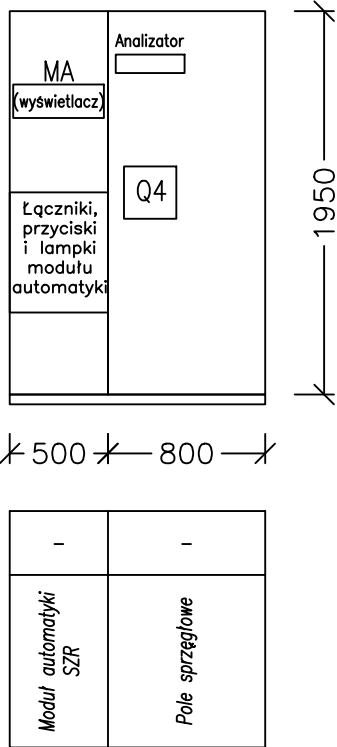 Analizator
MA
(wyświetlacz)
Q4
Łączniki,
przyciski
i lampki
modułu
automatyki
1950
500
800
-
-
Moduł automatyki
SZR
Pole sprzęgłowe